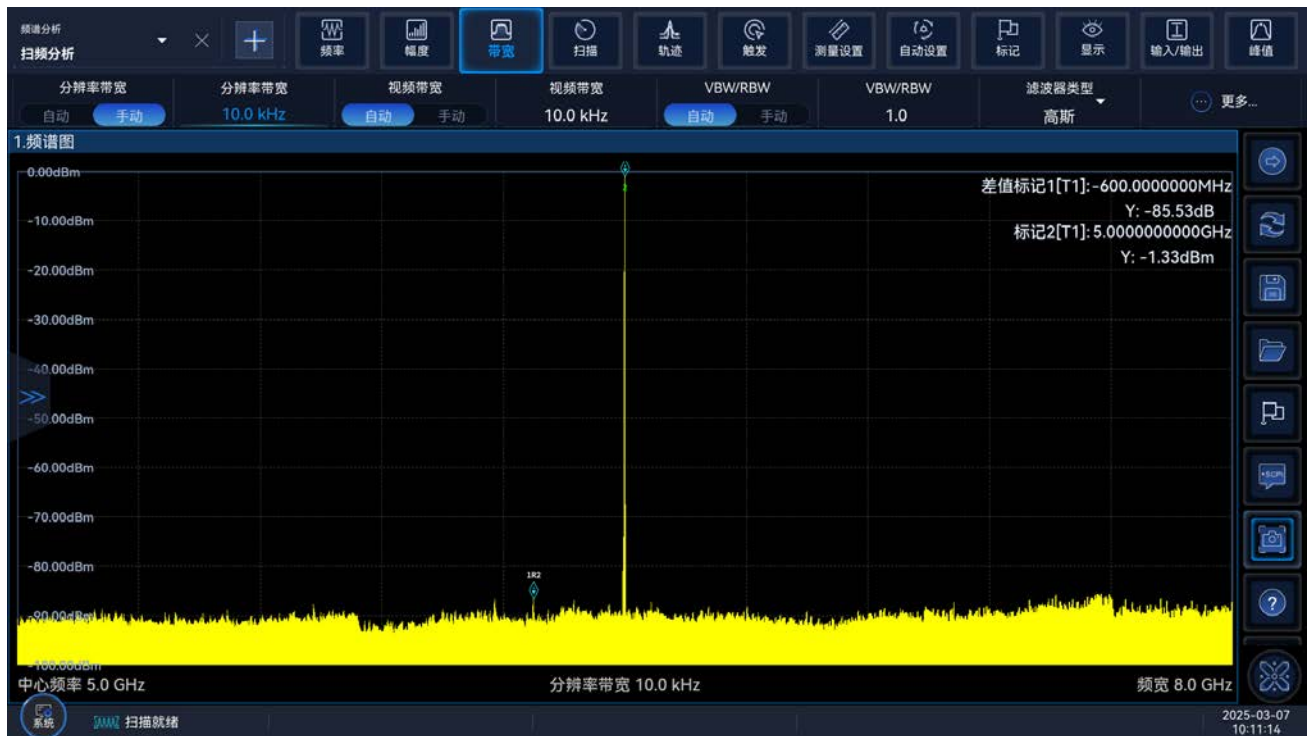 频谱分析
扫频分析
频率
幅度
带宽
扫描
轨迹
触发
测量设置
自动设置
标记
显示
输入/输出
峰值
分辨率带宽
自动 手动
分辨率带宽
10.0 kHz
视频带宽
自动 手动
视频带宽
10.0 kHz
VBW/RBW
自动 手动
VBW/RBW
1.0
滤波器类型
高斯
更多...
1.频谱图
0.00dBm
-10.00dBm
-20.00dBm
-30.00dBm
-40.00dBm
-50.00dBm
-60.00dBm
-70.00dBm
-80.00dBm
-90.00dBm
-100.00dBm
差值标记1[T1]:-600.0000000MHz
Y: -85.53dB
标记2[T1]: 5.0000000000GHz
Y: -1.33dBm
2
1R2
中心频率 5.0 GHz
分辨率带宽 10.0 kHz
频宽 8.0 GHz
?
系统
扫描就绪
2025-03-07
10:11:14